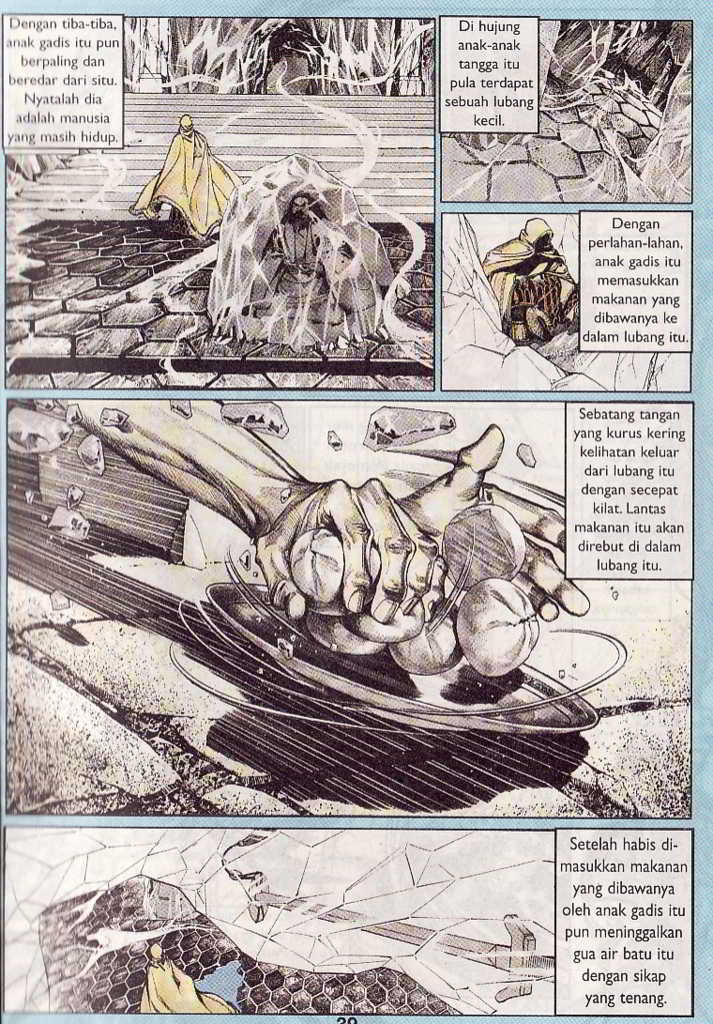 Dengan tiba-tiba,
anak gadis itu pun
berpaling dan
beredar dari situ.
Nyatalah dia
adalah manusia
yang masih hidup.
Di hujung
anak-anak
tangga itu
pula terdapat
sebuah lubang
kecil.
Dengan
perlahan-lahan,
anak gadis itu
memasukkan
makanan yang
dibawanya ke
dalam lubang itu.
Sebatang tangan
yang kurus kering
kelihatan keluar
dari lubang itu
dengan secepat
kilat. Lantas
makanan itu akan
direbut di dalam
lubang itu.
Setelah habis di-
masukkan makanan
yang dibawanya
oleh anak gadis itu
pun meninggalkan
gua air batu itu
dengan sikap
yang tenang.